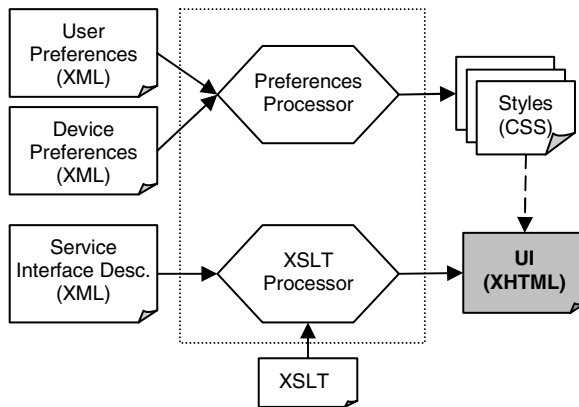 User
Preferences
(XML)
Device
Preferences
(XML)
Preferences
Processor
Styles
(CSS)
Service
Interface Desc.
(XML)
XSLT
Processor
UI
(XHTML)
XSLT